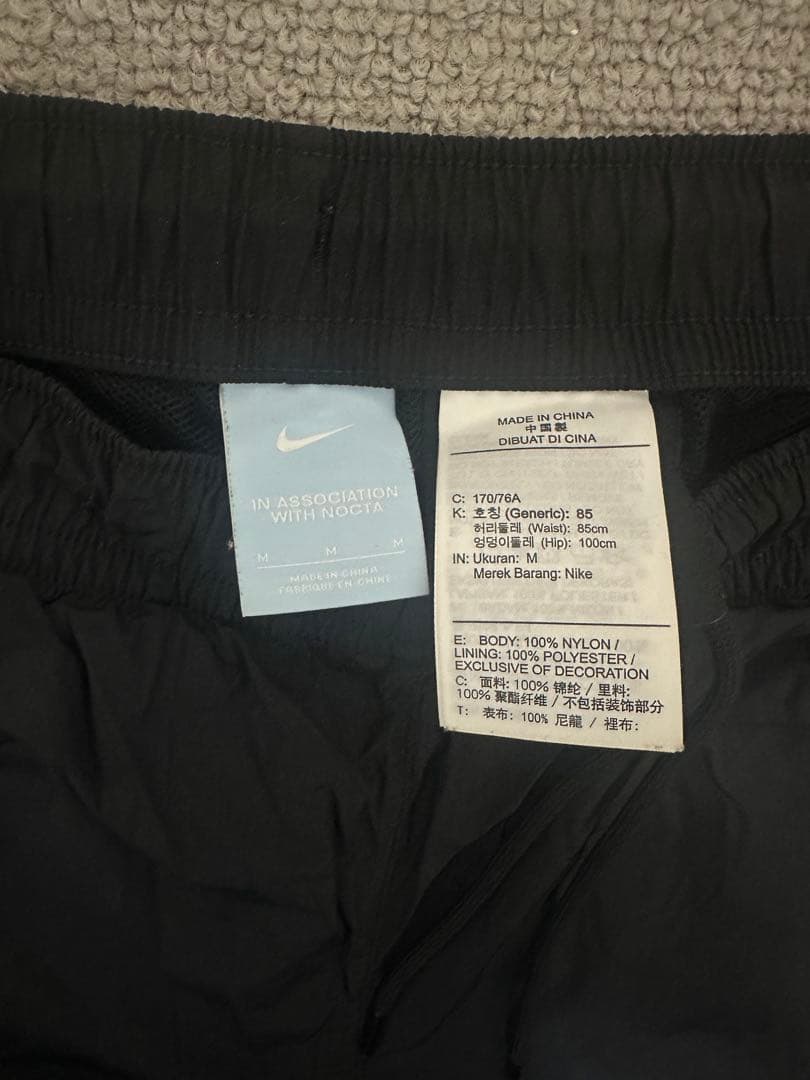 IN ASSOCIATION
WITH NOCTA
M M M
MADE IN CHINA
FABRIQUÉ EN CHINE
MADE IN CHINA
中国製
DIBUAT DI CINA
C: 170/76A
K: 호칭 (Generic): 85
허리둘레 (Waist): 85cm
엉덩이둘레 (Hip): 100cm
IN: Ukuran: M
Merek Barang: Nike
E: BODY: 100% NYLON /
LINING: 100% POLYESTER /
EXCLUSIVE OF DECORATION
C: 面料: 100% 锦纶 / 里料:
100% 聚酯纤维 / 不包括装饰部分
T: 表布: 100% 尼龍 / 裡布: